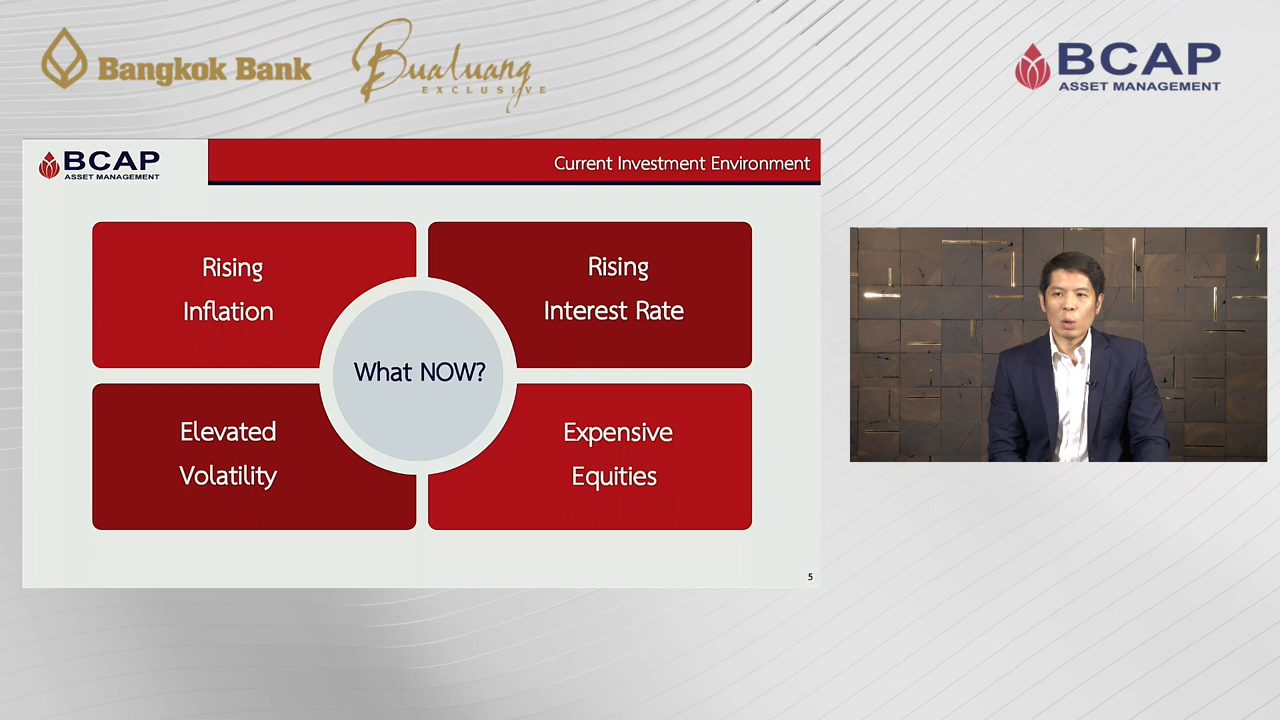 Bangkok Bank
Bualuang
EXCLUSIVE
BCAP
ASSET MANAGEMENT
BCAP
ASSET MANAGEMENT
Current Investment Environment
Rising
Inflation
Rising
Interest Rate
What NOW?
Elevated
Volatility
Expensive
Equities
5